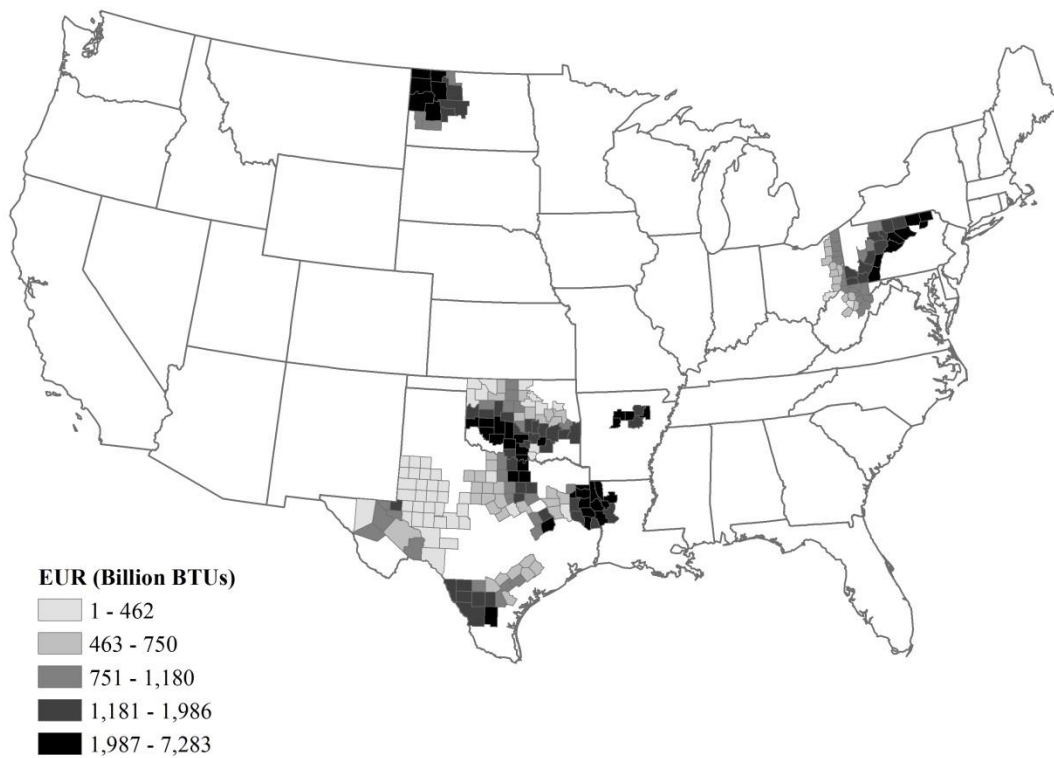 EUR (Billion BTUs)
1 - 462
463 - 750
751 - 1,180
1,181 - 1,986
1,987 - 7,283